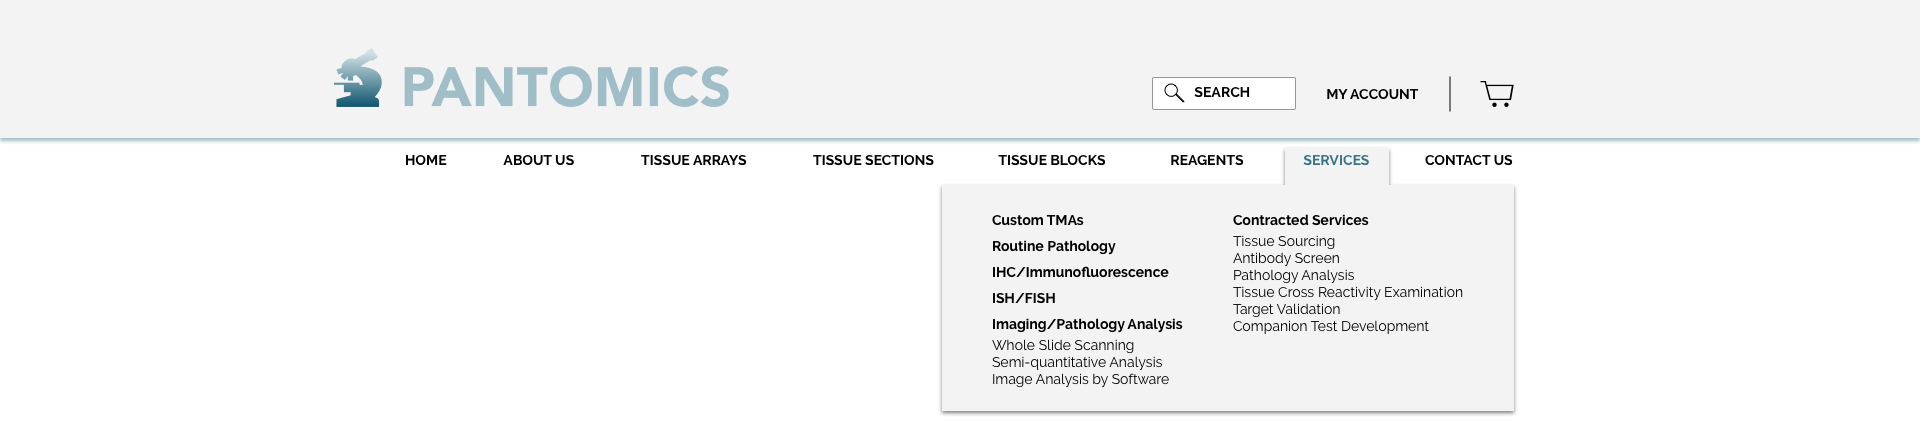 PANTOMICS
SEARCH
MY ACCOUNT
HOME
ABOUT US
TISSUE ARRAYS
TISSUE SECTIONS
TISSUE BLOCKS
REAGENTS
SERVICES
CONTACT US
Custom TMAs
Routine Pathology
IHC/Immunofluorescence
ISH/FISH
Imaging/Pathology Analysis
Whole Slide Scanning
Semi-quantitative Analysis
Image Analysis by Software
Contracted Services
Tissue Sourcing
Antibody Screen
Pathology Analysis
Tissue Cross Reactivity Examination
Target Validation
Companion Test Development